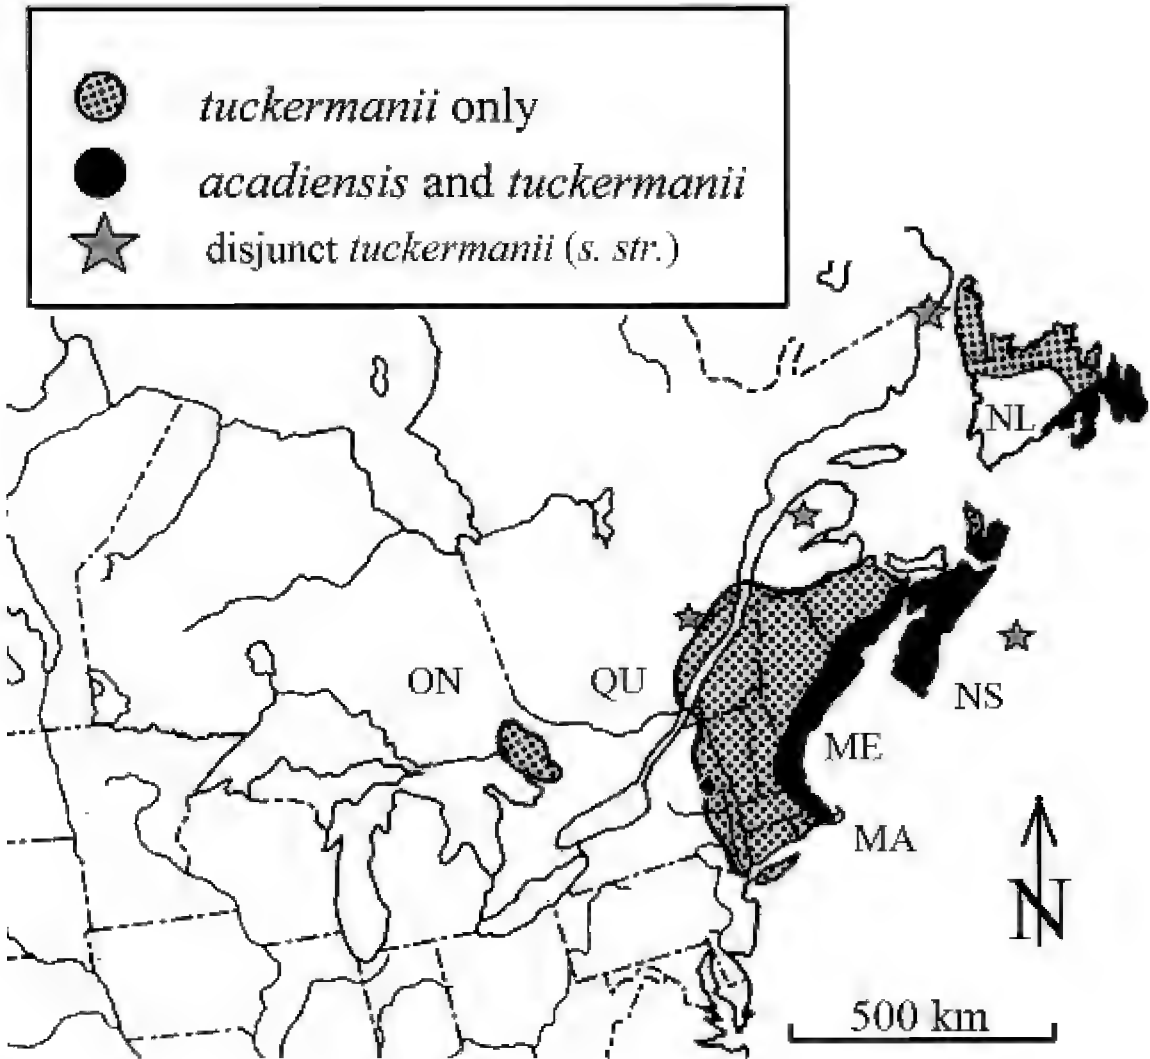 tuckermanii only
acadiensis and tuckermanii
disjunct tuckermanii (s. str.)
NL
ON
QU
NS
ME
MA
N
500 km